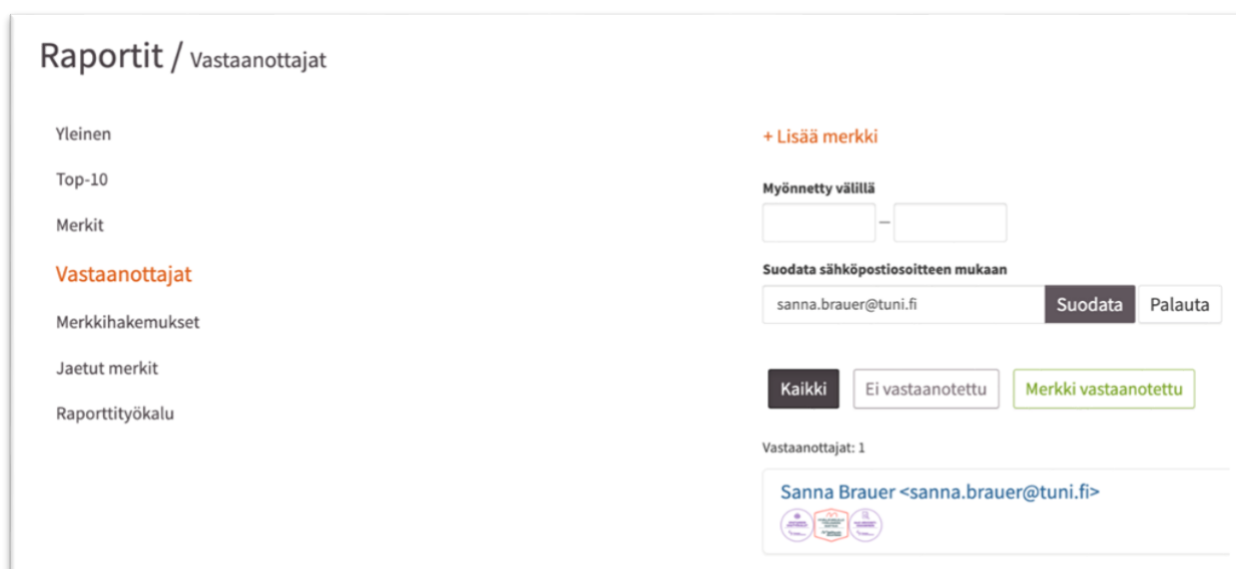 Raportit / Vastaanottajat
Yleinen
Top-10
Merkit
Vastaanottajat
Merkkihakemukset
Jaetut merkit
Raporttityökalu
+ Lisää merkki
Myönnetty välillä
–
Suodata sähköpostiosoitteen mukaan
sanna.brauer@tuni.fi Suodata Palauta
Kaikki Ei vastaanotettu Merkki vastaanotettu
Vastaanottajat: 1
Sanna Brauer <sanna.brauer@tuni.fi>